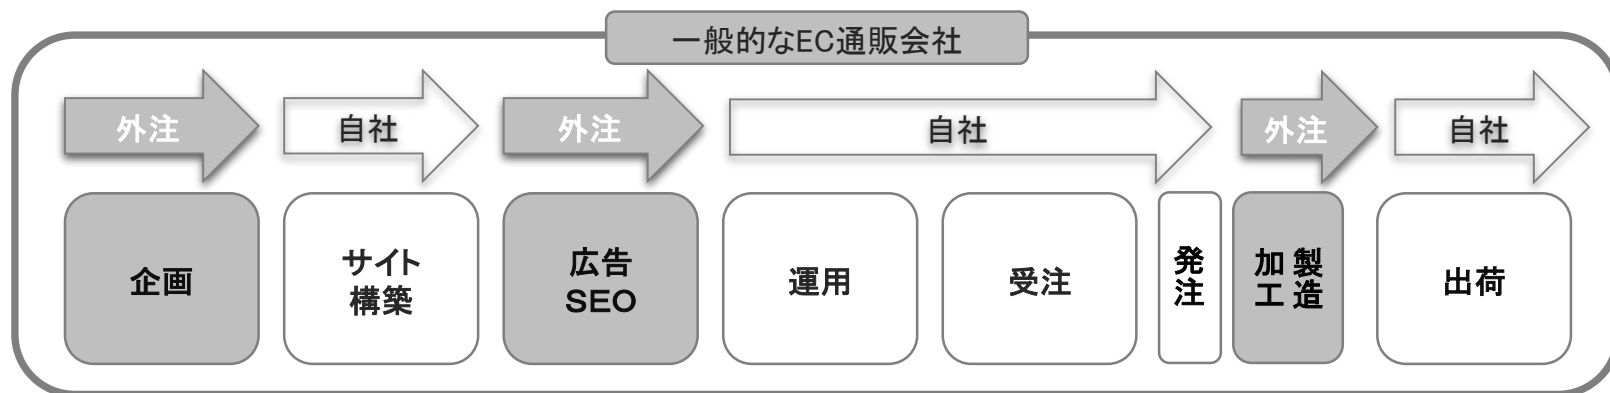 一般的なEC通販会社
外注
自社
外注
自社
外注
自社
企画
サイト
構築
広告
SEO
運用
受注
発
注
製造
加工
出荷